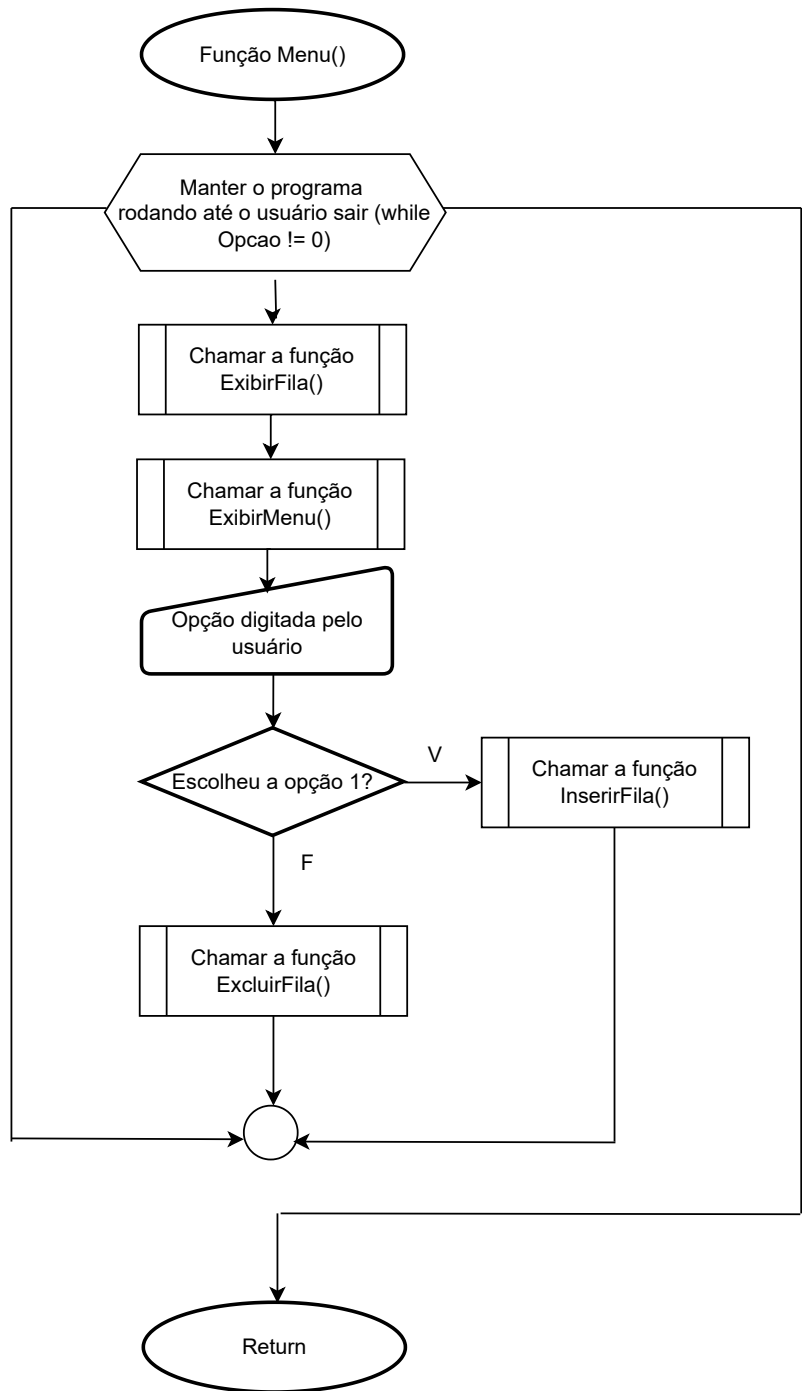 Função Menu()
Manter o programa
rodando até o usuário sair (while
Opcao != 0)
Chamar a função
ExibirFila()
Chamar a função
ExibirMenu()
Opção digitada pelo
usuário
Escolheu a opção 1?
V
Chamar a função
InserirFila()
F
Chamar a função
ExcluirFila()
Return